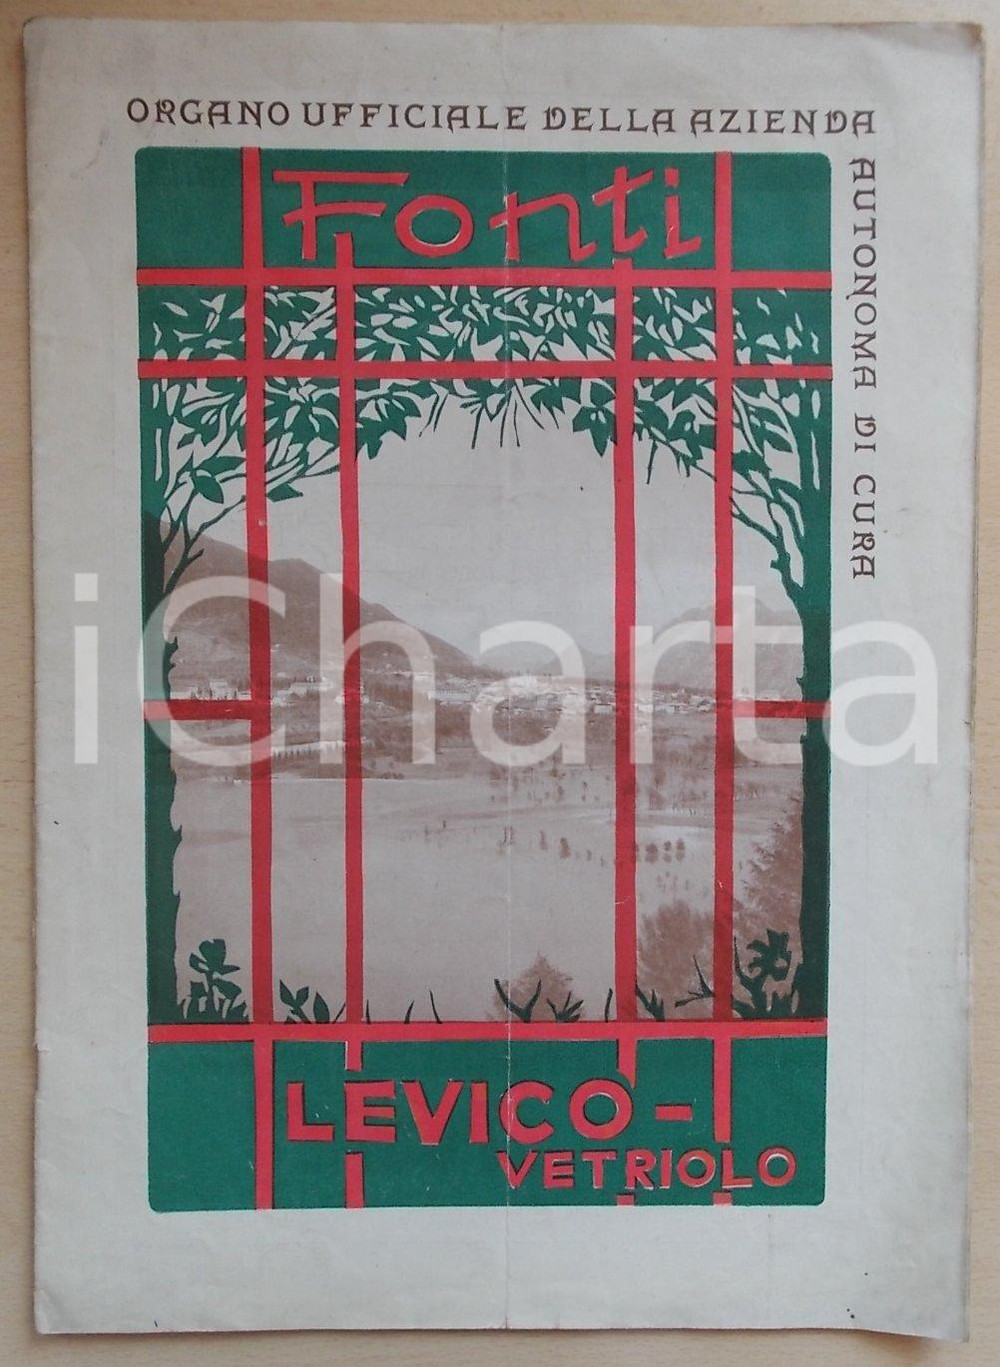 ORGANO UFFICIALE DELLA AZIENDA
AUTONOMA DI CURA
Fonti
iCharta
LEVICO-
VETRIOLO